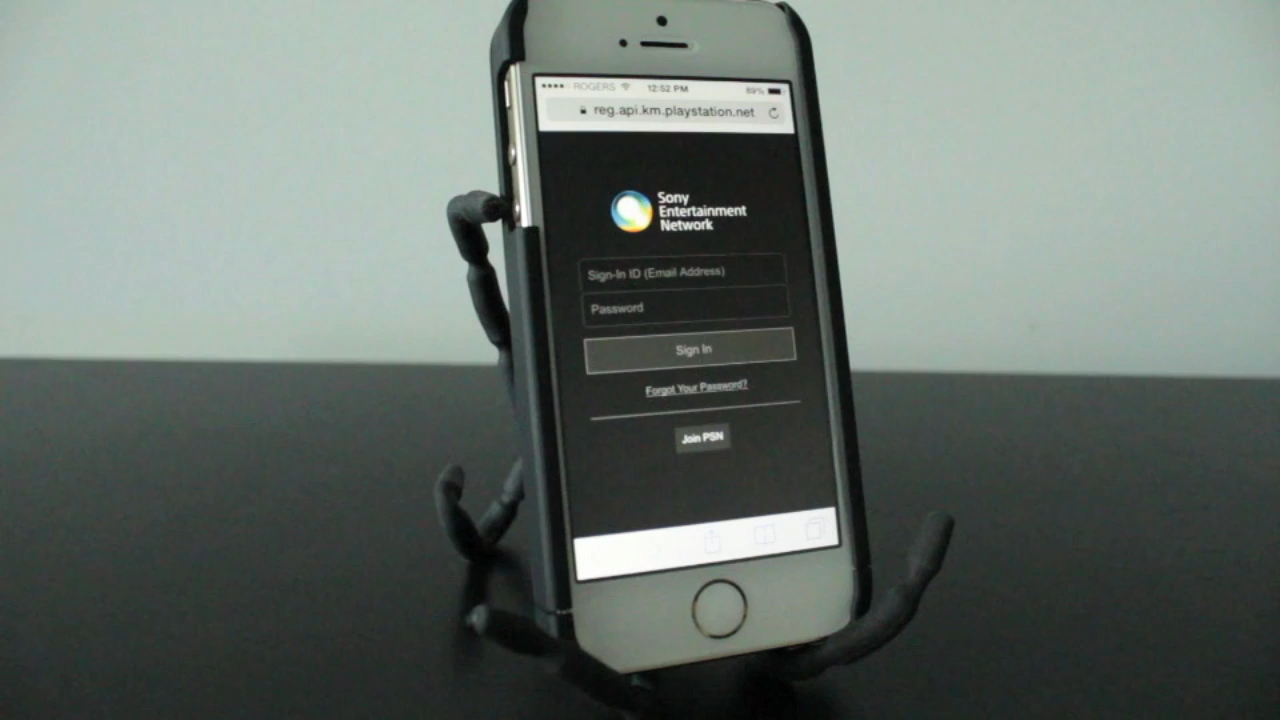 ROGERS 12:52 PM 89%
reg.api.km.playstation.net
Sony
Entertainment
Network
Sign-In ID (Email Address)
Password
Sign In
Forgot Your Password?
Join PSN